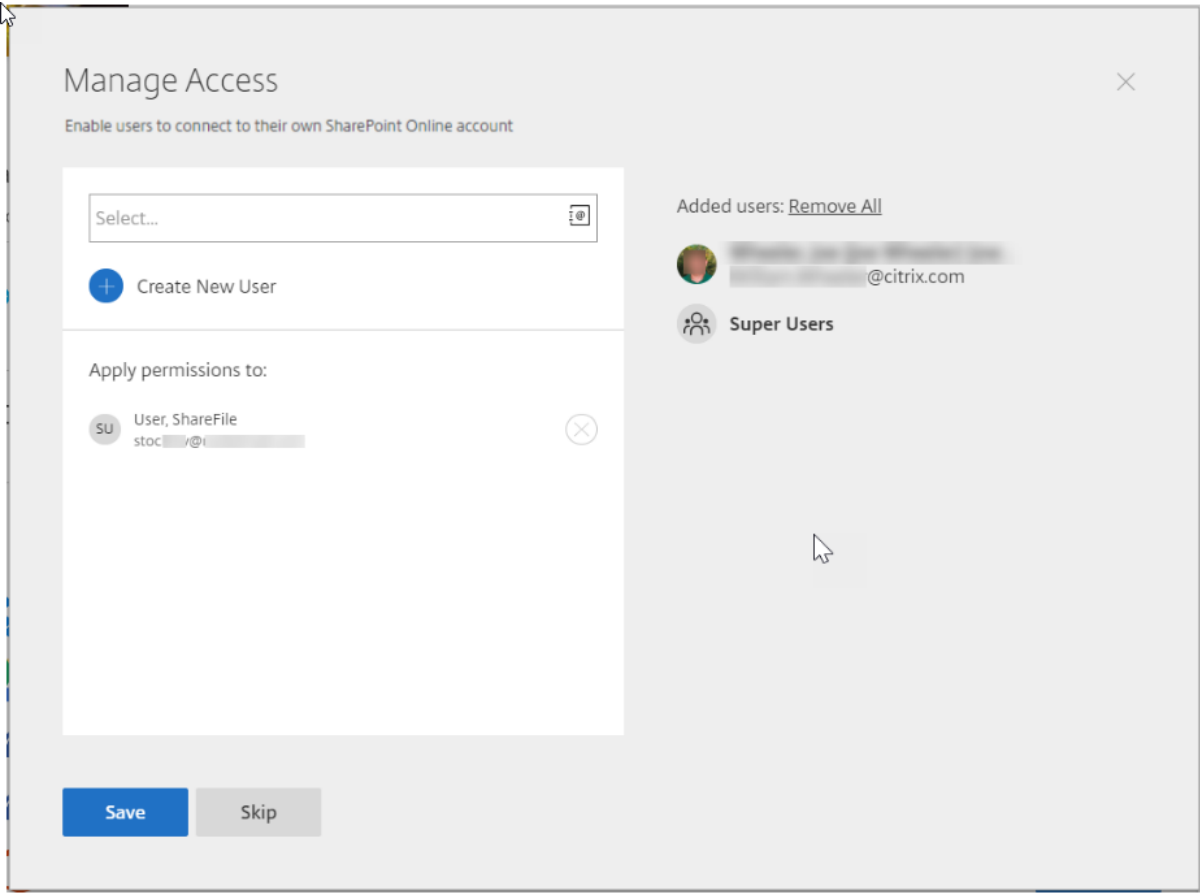 Manage Access
Enable users to connect to their own SharePoint Online account
Select...
Create New User
Apply permissions to:
SU
User, ShareFile
stoc
Save
Skip
Added users: Remove All
@citrix.com
Super Users